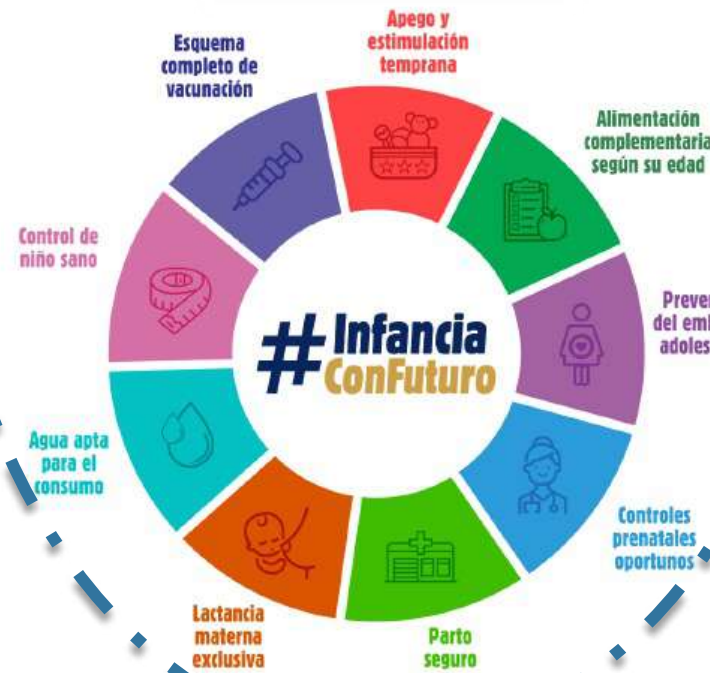 Apego y
estimulación
temprana
Esquema
completo de
vacunación
Alimentación
complementaria
según su edad
Control de
niño sano
#Infancia
ConFuturo
del
Agua apta
para el
consumo
Controles
prenatales
oportunos
Lactancia
materna
exclusiva
Parto
seguro